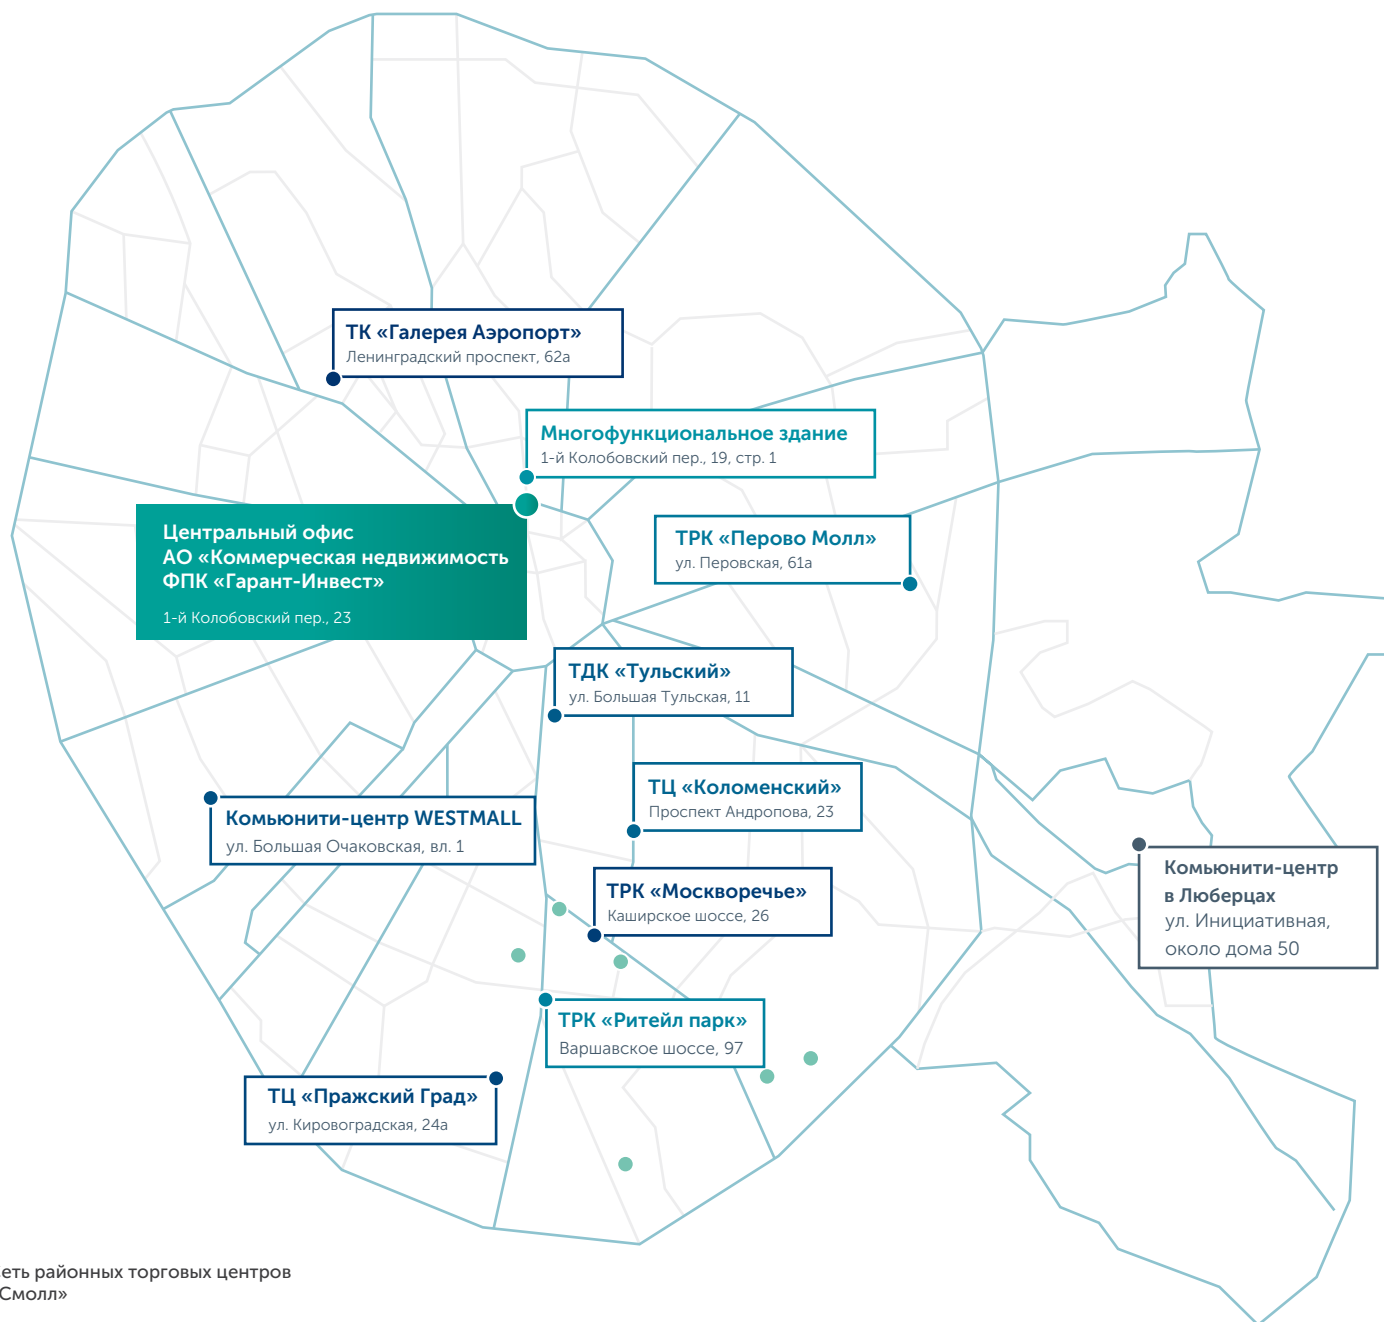 ТК «Галерея Аэропорт»
Ленинградский проспект, 62а
Многофункциональное здание
1-й Колобовский пер., 19, стр. 1
Центральный офис
АО «Коммерческая недвижимость
ФПК «Гарант-Инвест»
1-й Колобовский пер., 23
ТРК «Перово Молл»
ул. Перовская, 61а
ТДК «Тульский»
ул. Большая Тульская, 11
ТЦ «Коломенский»
Проспект Андропова, 23
Комьюнити-центр WESTMALL
ул. Большая Очаковская, вл. 1
ТРК «Москворечье»
Каширское шоссе, 26
Комьюнити-центр
в Люберцах
ул. Инициативная,
около дома 50
ТРК «Ритейл парк»
Варшавское шоссе, 97
ТЦ «Пражский Град»
ул. Кировоградская, 24а
еть районных торговых центров
Смолл»